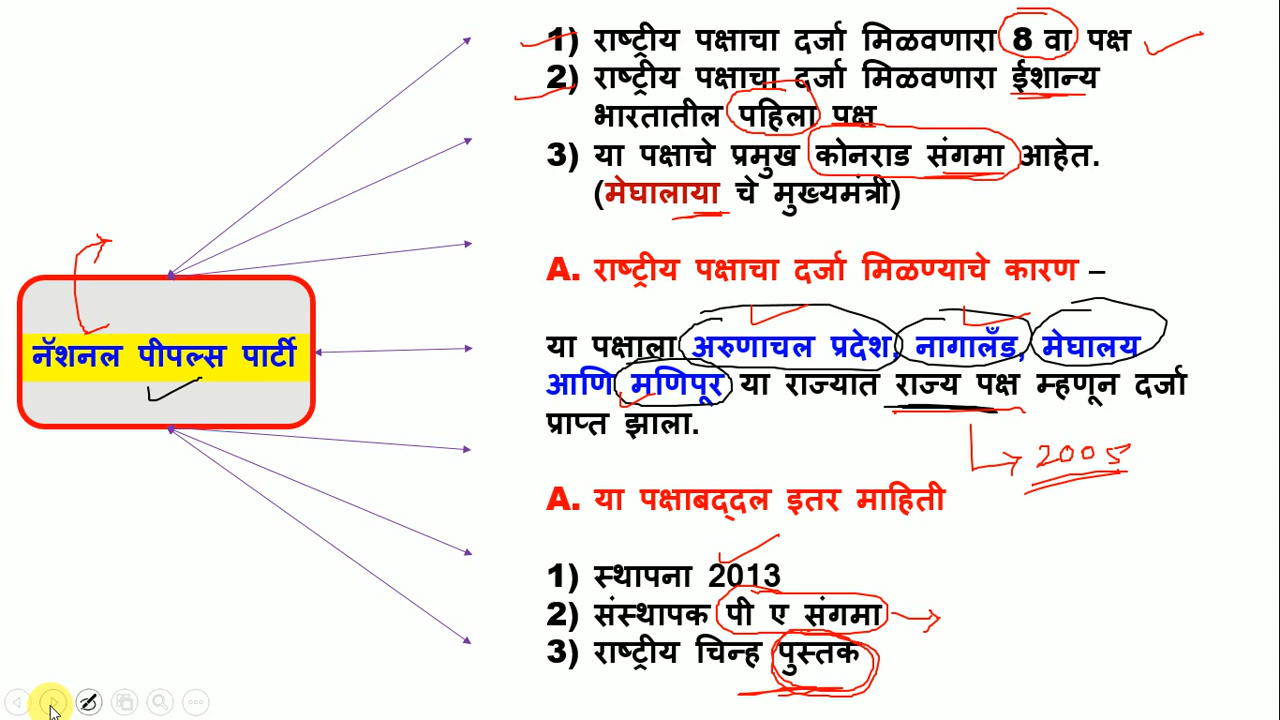 1) राष्ट्रीय पक्षाचा दर्जा मिळवणारा 8 वा पक्ष
2) राष्ट्रीय पक्षाचा दर्जा मिळवणारा ईशान्य
भारतातील पहिला पक्ष
3) या पक्षाचे प्रमुख कोनराड संगमा आहेत.
(मेघालाया चे मुख्यमंत्री)
A. राष्ट्रीय पक्षाचा दर्जा मिळण्याचे कारण –
नॅशनल पीपल्स पार्टी
या पक्षाला अरुणाचल प्रदेश, नागालँड, मेघालय
आणि मणिपूर या राज्यात राज्य पक्ष म्हणून दर्जा
प्राप्त झाला.
2005
A. या पक्षाबद्दल इतर माहिती
1) स्थापना 2013
2) संस्थापक पी ए संगमा
3) राष्ट्रीय चिन्ह पुस्तक